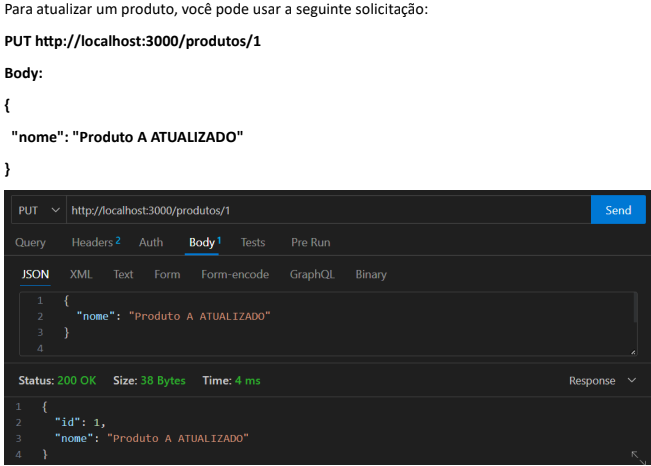 Para atualizar um produto, você pode usar a seguinte solicitação:
PUT http://localhost:3000/produtos/1
Body:
{
"nome": "Produto A ATUALIZADO"
}
PUT http://localhost:3000/produtos/1 Send
Query Headers 2 Auth Body 1 Tests Pre Run
JSON XML Text Form Form-encode GraphQL Binary
1 {
2 "nome": "Produto A ATUALIZADO"
3 }
4
Status: 200 OK Size: 38 Bytes Time: 4 ms Response
1 {
2 "id": 1,
3 "nome": "Produto A ATUALIZADO"
4 }